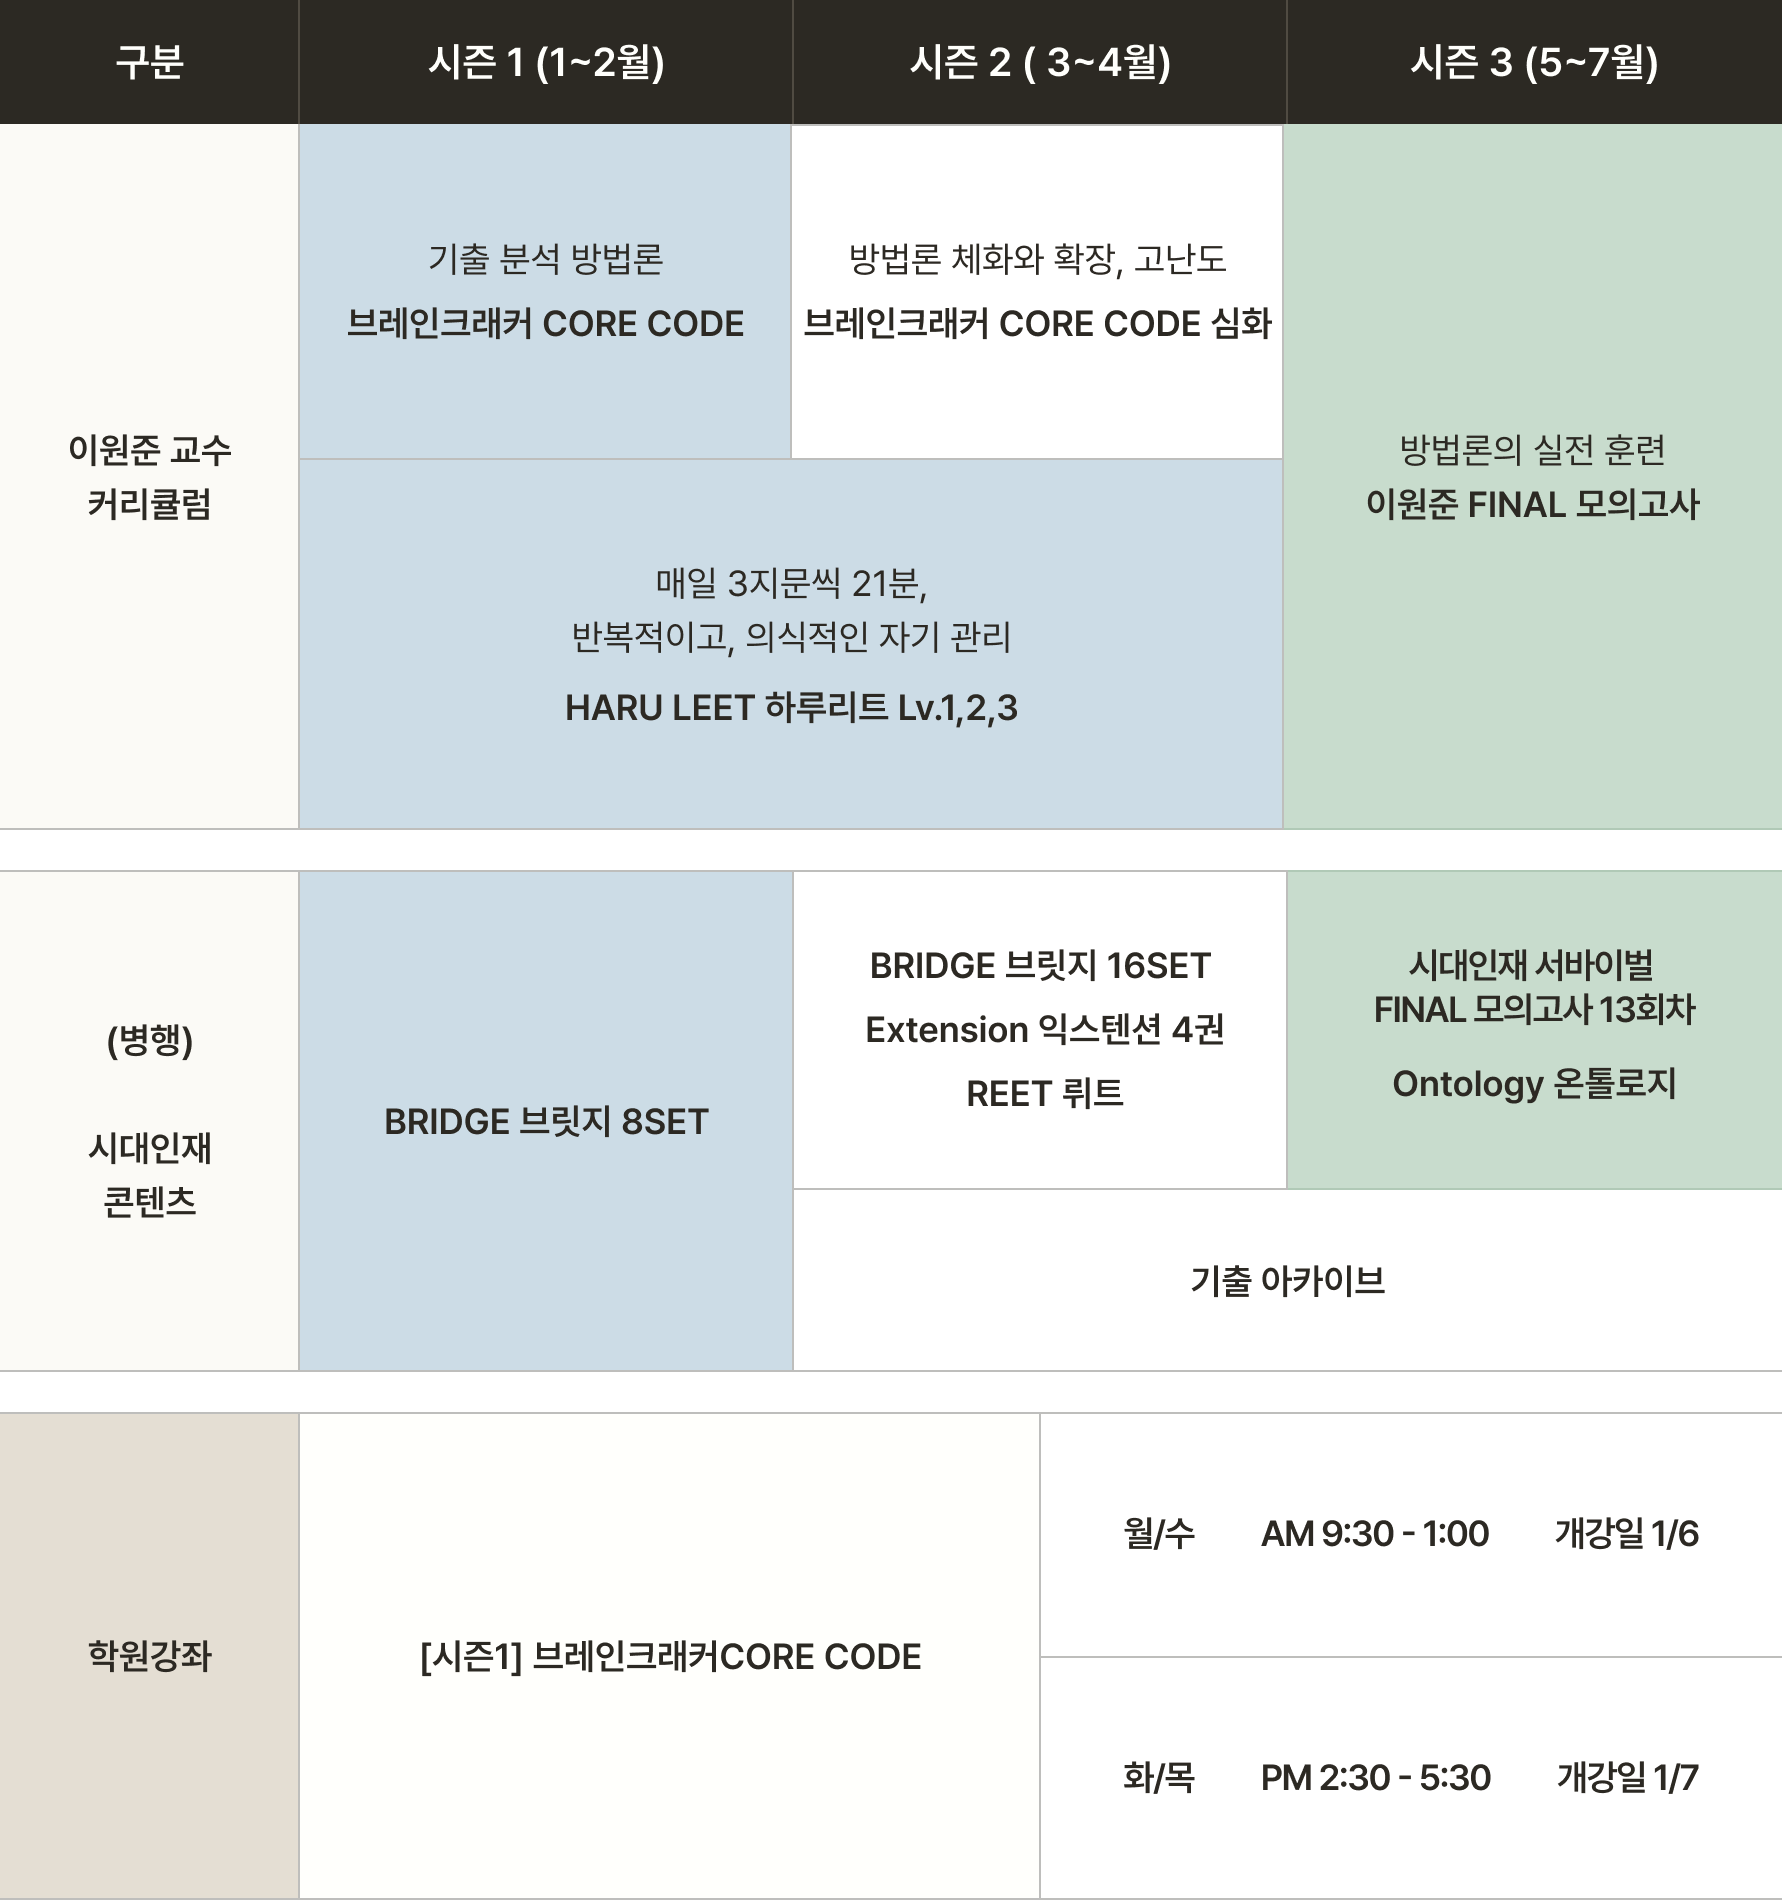 구분
시즌 1 (1~2월)
시즌 2 ( 3~4월)
시즌 3 (5~7월)
이원준 교수
커리큘럼
기출 분석 방법론
브레인크래커 CORE CODE
방법론 체화와 확장, 고난도
브레인크래커 CORE CODE 심화
매일 3지문씩 21분,
반복적이고, 의식적인 자기 관리
HARU LEET 하루리트 Lv.1,2,3
방법론의 실전 훈련
이원준 FINAL 모의고사
(병행)
시대인재
콘텐츠
BRIDGE 브릿지 8SET
BRIDGE 브릿지 16SET
Extension 익스텐션 4권
REET 뤼트
시대인재 서바이벌
FINAL 모의고사 13회차
Ontology 온톨로지
기출 아카이브
학원강좌
[시즌1] 브레인크래커CORE CODE
월/수 AM 9:30 - 1:00 개강일 1/6
화/목 PM 2:30 - 5:30 개강일 1/7